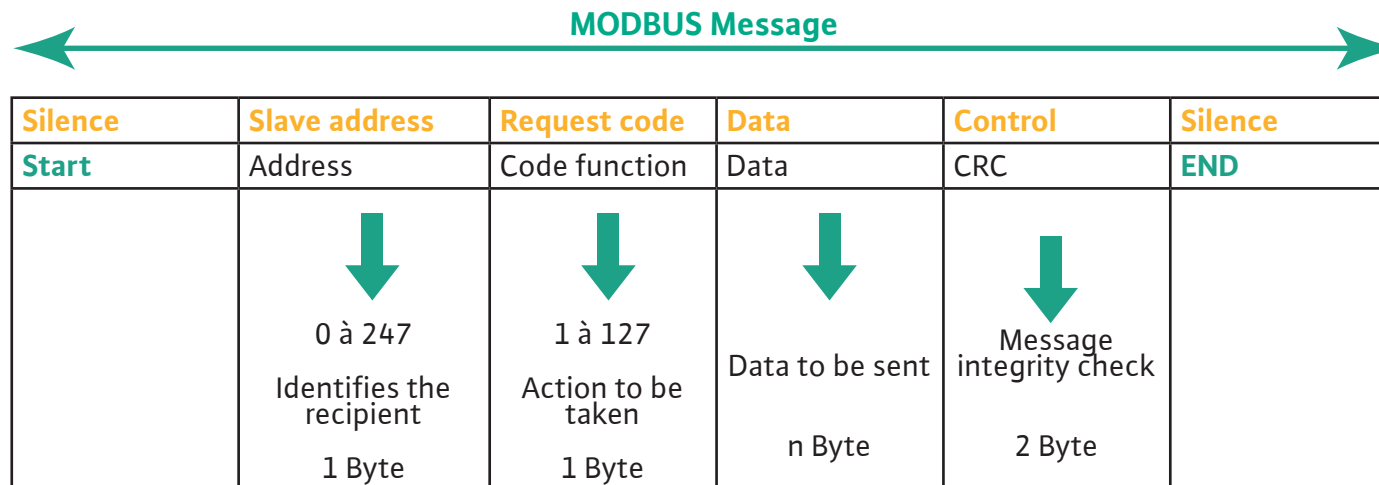 MODBUS Message
Silence Slave address Request code Data Control Silence
Start Address Code function Data CRC END
0 à 247
Identifies the
recipient
1 Byte
1 à 127
Action to be
taken
1 Byte
Data to be sent
n Byte
Message
integrity check
2 Byte